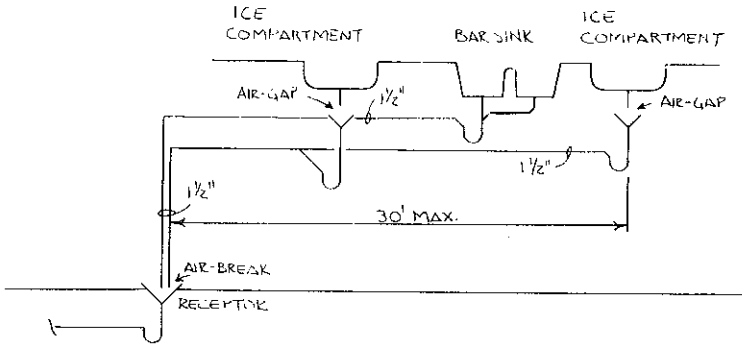 ICE
COMPARTMENT
BAR SINK
ICE
COMPARTMENT
AIR-GAP
1½"
AIR-GAP
1½"
1½"
30' MAX.
AIR-BREAK
RECEPTOR